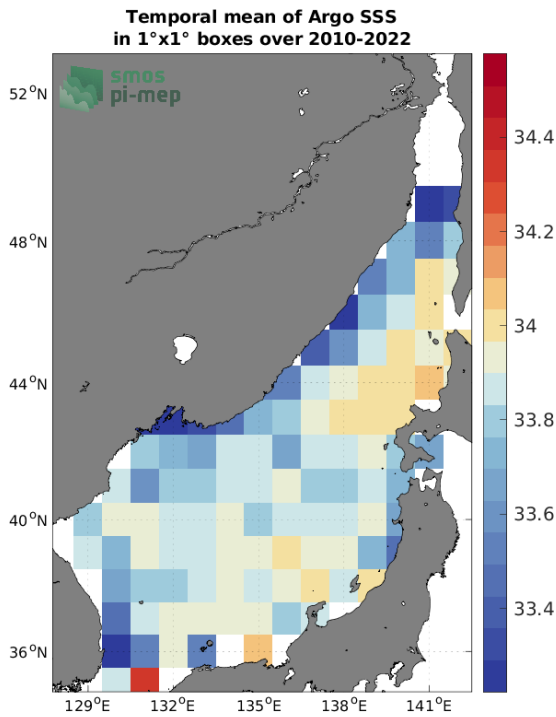 Temporal mean of Argo SSS
in 1°x1° boxes over 2010-2022
smos
pi-mep
52°N
48°N
44°N
40°N
36°N
129°E
132°E
135°E
138°E
141°E
34.4
34.2
34
33.8
33.6
33.4